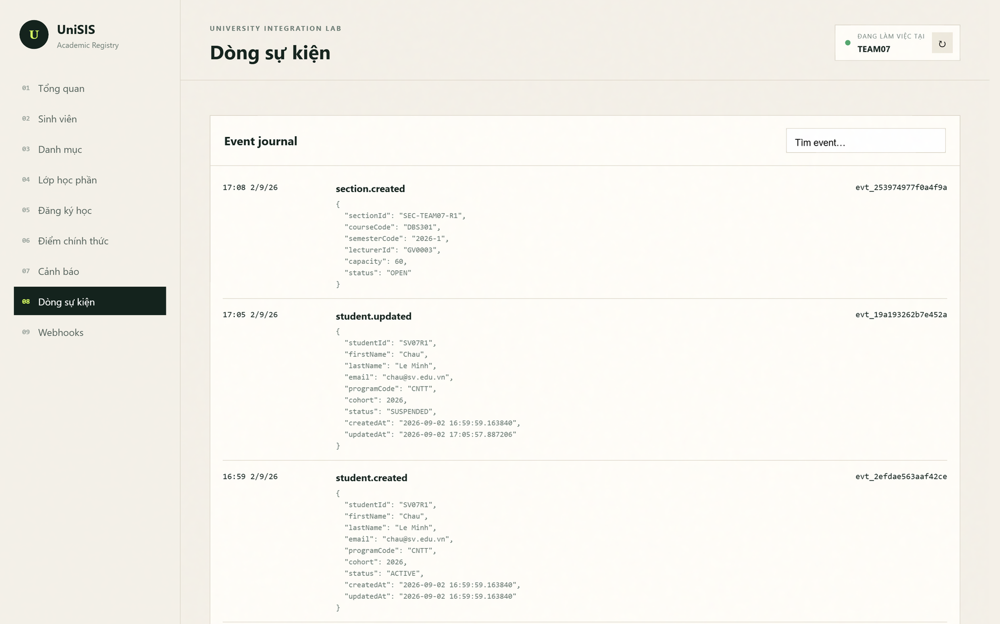 U
UniSIS
Academic Registry
01 Tổng quan
02 Sinh viên
03 Danh mục
04 Lớp học phần
05 Đăng ký học
06 Điểm chính thức
07 Cảnh báo
08 Dòng sự kiện
09 Webhooks
UNIVERSITY INTEGRATION LAB
Dòng sự kiện
ĐANG LÀM VIỆC TẠI
TEAM07
↻
Event journal
Tìm event...
17:08 2/9/26
section.created
evt_253974977f0a4f9a
{
  "sectionId": "SEC-TEAM07-R1",
  "courseCode": "DBS301",
  "semesterCode": "2026-1",
  "lecturerId": "GV0003",
  "capacity": 60,
  "status": "OPEN"
}
17:05 2/9/26
student.updated
evt_19a193262b7e452a
{
  "studentId": "SV07R1",
  "firstName": "Chau",
  "lastName": "Le Minh",
  "email": "chau@sv.edu.vn",
  "programCode": "CNTT",
  "cohort": 2026,
  "status": "SUSPENDED",
  "createdAt": "2026-09-02 16:59:59.163840",
  "updatedAt": "2026-09-02 17:05:57.887206"
}
16:59 2/9/26
student.created
evt_2efdae563aaf42ce
{
  "studentId": "SV07R1",
  "firstName": "Chau",
  "lastName": "Le Minh",
  "email": "chau@sv.edu.vn",
  "programCode": "CNTT",
  "cohort": 2026,
  "status": "ACTIVE",
  "createdAt": "2026-09-02 16:59:59.163840",
  "updatedAt": "2026-09-02 16:59:59.163840"
}